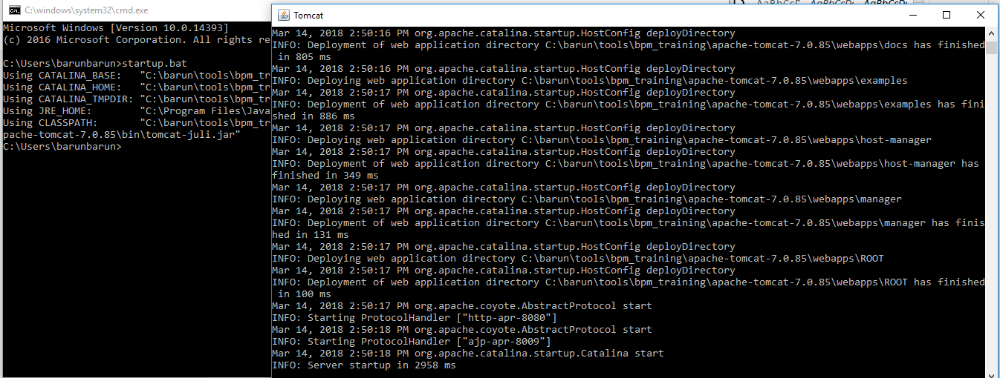 C:\windows\system32\cmd.exe
Microsoft Windows [Version 10.0.14393]
(c) 2016 Microsoft Corporation. All rights re
C:\Users\barunbarun>startup.bat
Using CATALINA_BASE:   "C:\barun\tools\bpm_tr
Using CATALINA_HOME:   "C:\barun\tools\bpm_tr
Using CATALINA_TMPDIR: "C:\barun\tools\bpm_tr
Using JRE_HOME:        "C:\Program Files\Java
Using CLASSPATH:       "C:\barun\tools\bpm_tr
pache-tomcat-7.0.85\bin\tomcat-juli.jar"
C:\Users\barunbarun>
Tomcat
Mar 14, 2018 2:50:16 PM org.apache.catalina.startup.HostConfig deployDirectory
INFO: Deployment of web application directory C:\barun\tools\bpm_training\apache-tomcat-7.0.85\webapps\docs has finished
 in 805 ms
Mar 14, 2018 2:50:16 PM org.apache.catalina.startup.HostConfig deployDirectory
INFO: Deploying web application directory C:\barun\tools\bpm_training\apache-tomcat-7.0.85\webapps\examples
Mar 14, 2018 2:50:17 PM org.apache.catalina.startup.HostConfig deployDirectory
INFO: Deployment of web application directory C:\barun\tools\bpm_training\apache-tomcat-7.0.85\webapps\examples has fini
shed in 886 ms
Mar 14, 2018 2:50:17 PM org.apache.catalina.startup.HostConfig deployDirectory
INFO: Deploying web application directory C:\barun\tools\bpm_training\apache-tomcat-7.0.85\webapps\host-manager
Mar 14, 2018 2:50:17 PM org.apache.catalina.startup.HostConfig deployDirectory
INFO: Deployment of web application directory C:\barun\tools\bpm_training\apache-tomcat-7.0.85\webapps\host-manager has
finished in 349 ms
Mar 14, 2018 2:50:17 PM org.apache.catalina.startup.HostConfig deployDirectory
INFO: Deploying web application directory C:\barun\tools\bpm_training\apache-tomcat-7.0.85\webapps\manager
Mar 14, 2018 2:50:17 PM org.apache.catalina.startup.HostConfig deployDirectory
INFO: Deployment of web application directory C:\barun\tools\bpm_training\apache-tomcat-7.0.85\webapps\manager has finis
hed in 131 ms
Mar 14, 2018 2:50:17 PM org.apache.catalina.startup.HostConfig deployDirectory
INFO: Deploying web application directory C:\barun\tools\bpm_training\apache-tomcat-7.0.85\webapps\ROOT
Mar 14, 2018 2:50:17 PM org.apache.catalina.startup.HostConfig deployDirectory
INFO: Deployment of web application directory C:\barun\tools\bpm_training\apache-tomcat-7.0.85\webapps\ROOT has finished
 in 100 ms
Mar 14, 2018 2:50:17 PM org.apache.coyote.AbstractProtocol start
INFO: Starting ProtocolHandler ["http-apr-8080"]
Mar 14, 2018 2:50:18 PM org.apache.coyote.AbstractProtocol start
INFO: Starting ProtocolHandler ["ajp-apr-8009"]
Mar 14, 2018 2:50:18 PM org.apache.catalina.startup.Catalina start
INFO: Server startup in 2958 ms